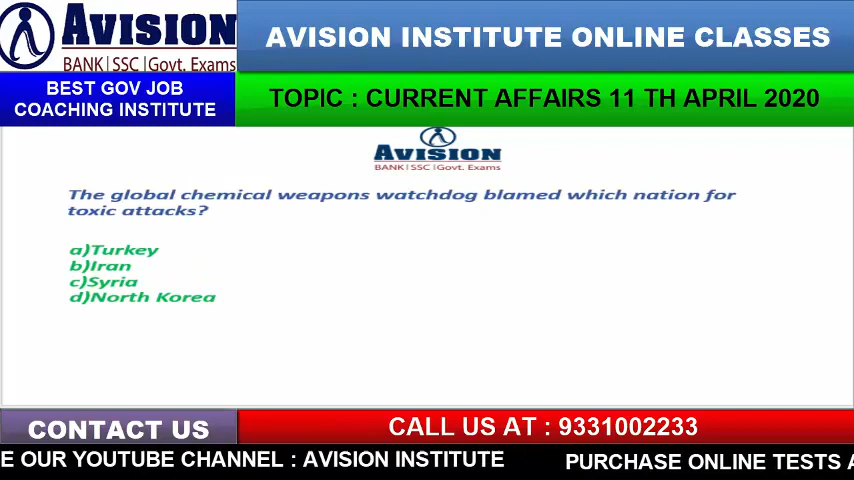 AVISION
BANK|SSC|Govt. Exams
AVISION INSTITUTE ONLINE CLASSES
BEST GOV JOB
COACHING INSTITUTE
TOPIC : CURRENT AFFAIRS 11 TH APRIL 2020
AVISION
BANK|SSC|Govt. Exams
The global chemical weapons watchdog blamed which nation for
toxic attacks?
a)Turkey
b)Iran
c)Syria
d)North Korea
CONTACT US
CALL US AT : 9331002233
E OUR YOUTUBE CHANNEL : AVISION INSTITUTE
PURCHASE ONLINE TESTS A